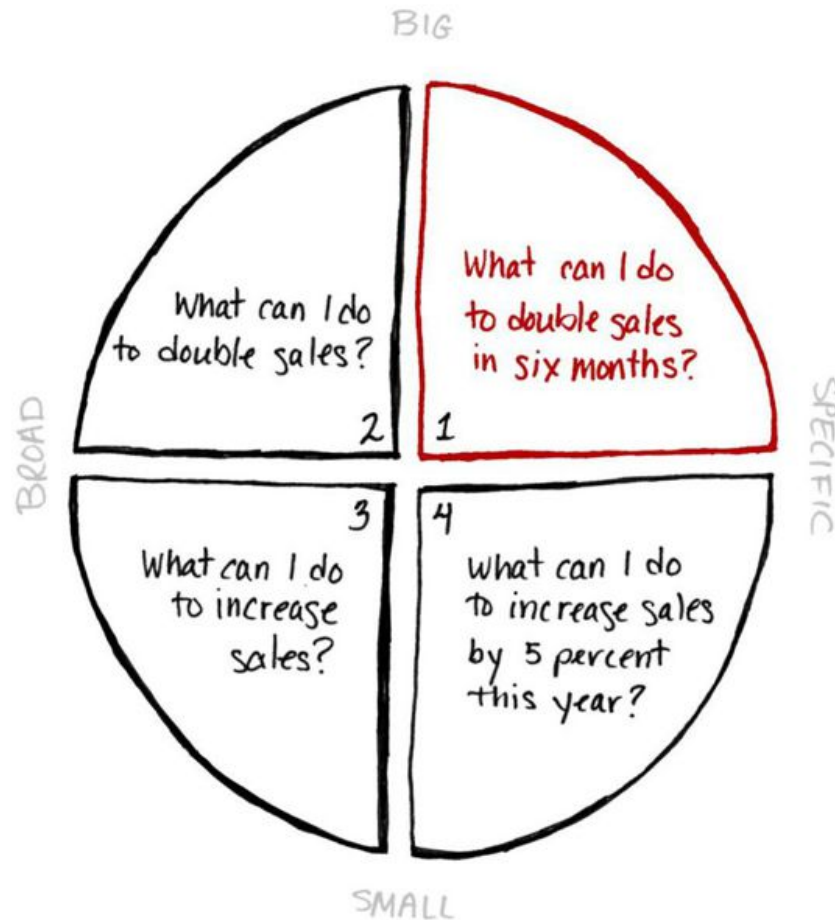 BIG
What can I do
to double sales?
2
What can I do
to double sales
in six months?
1
BROAD
SPECIFIC
3
What can I do
to increase
sales?
4
What can I do
to increase sales
by 5 percent
this year?
SMALL